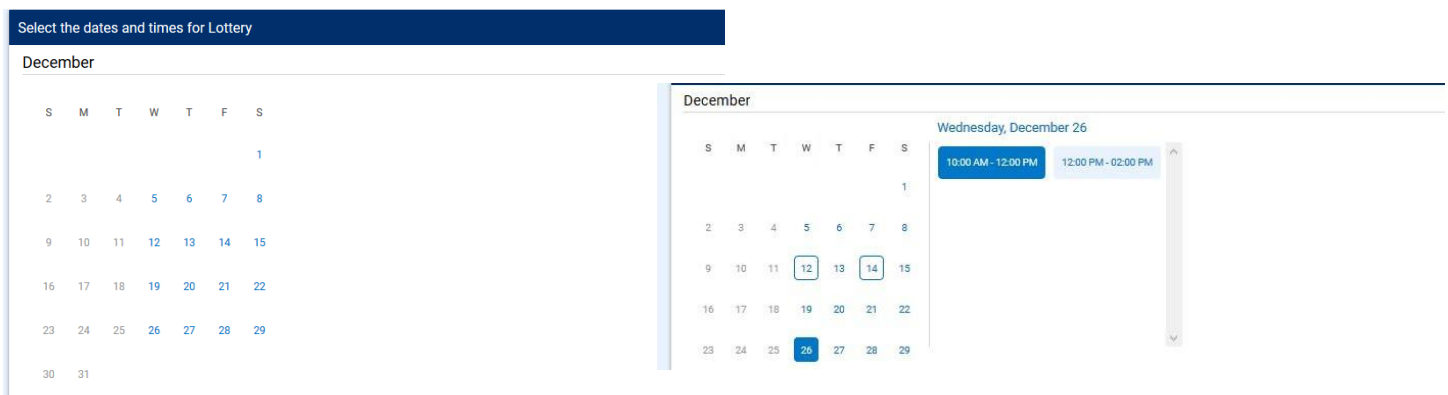 Select the dates and times for Lottery
December
S M T W T F S
1
2 3 4 5 6 7 8
9 10 11 12 13 14 15
16 17 18 19 20 21 22
23 24 25 26 27 28 29
30 31
December
S M T W T F S
1
2 3 4 5 6 7 8
9 10 11 12 13 14 15
16 17 18 19 20 21 22
23 24 25 26 27 28 29
Wednesday, December 26
10:00 AM - 12:00 PM 12:00 PM - 02:00 PM